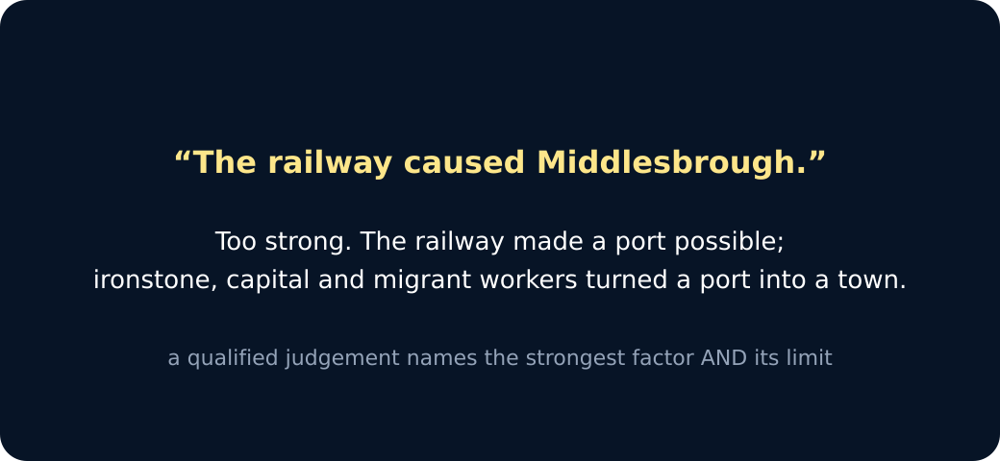 “The railway caused Middlesbrough.”
Too strong. The railway made a port possible;
ironstone, capital and migrant workers turned a port into a town.
a qualified judgement names the strongest factor AND its limit